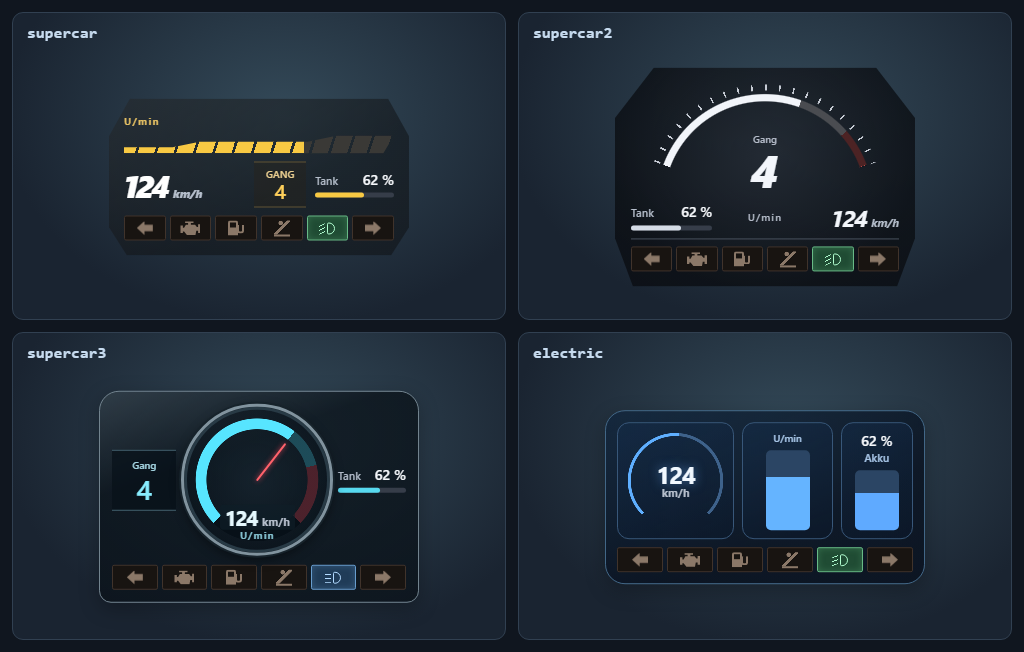 supercar
U/min
124 km/h
GANG
4
Tank 62 %
supercar2
Gang
4
Tank 62 %
U/min
124 km/h
supercar3
Gang
4
124 km/h
U/min
Tank 62 %
electric
124
km/h
U/min
62 %
Akku